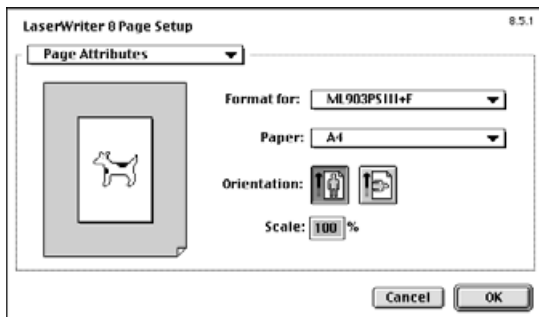 LaserWriter 8 Page Setup 8.5.1
Page Attributes
Format for: ML903PSIII+F
Paper: A4
Orientation:
Scale: 100 %
Cancel OK